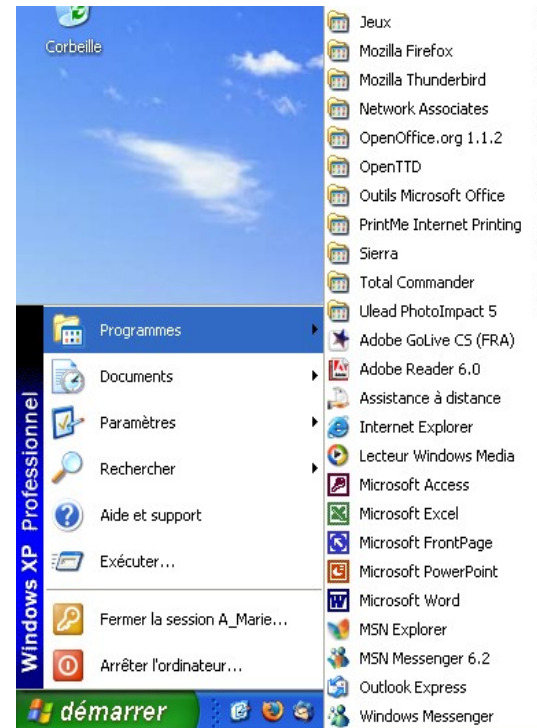 Corbeille
Windows XP Professionnel
Programmes
Documents
Paramètres
Rechercher
Aide et support
Exécuter...
Fermer la session A_Marie...
Arrêter l'ordinateur...
démarrer
Jeux
Mozilla Firefox
Mozilla Thunderbird
Network Associates
OpenOffice.org 1.1.2
OpenTTD
Outils Microsoft Office
PrintMe Internet Printing
Sierra
Total Commander
Ulead PhotoImpact 5
Adobe GoLive CS (FRA)
Adobe Reader 6.0
Assistance à distance
Internet Explorer
Lecteur Windows Media
Microsoft Access
Microsoft Excel
Microsoft FrontPage
Microsoft PowerPoint
Microsoft Word
MSN Explorer
MSN Messenger 6.2
Outlook Express
Windows Messenger